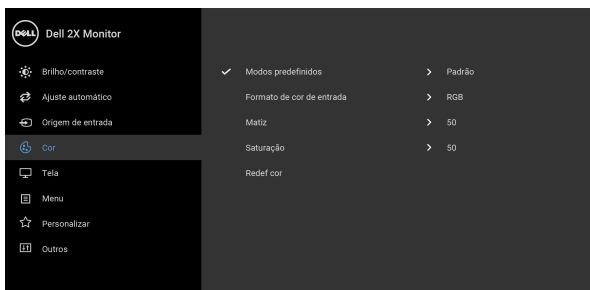 DELL Dell 2X Monitor
Brilho/contraste
Ajuste automático
Origem de entrada
Cor
Tela
Menu
Personalizar
Outros
Modos predefinidos Padrão
Formato de cor de entrada RGB
Matiz 50
Saturação 50
Redef cor